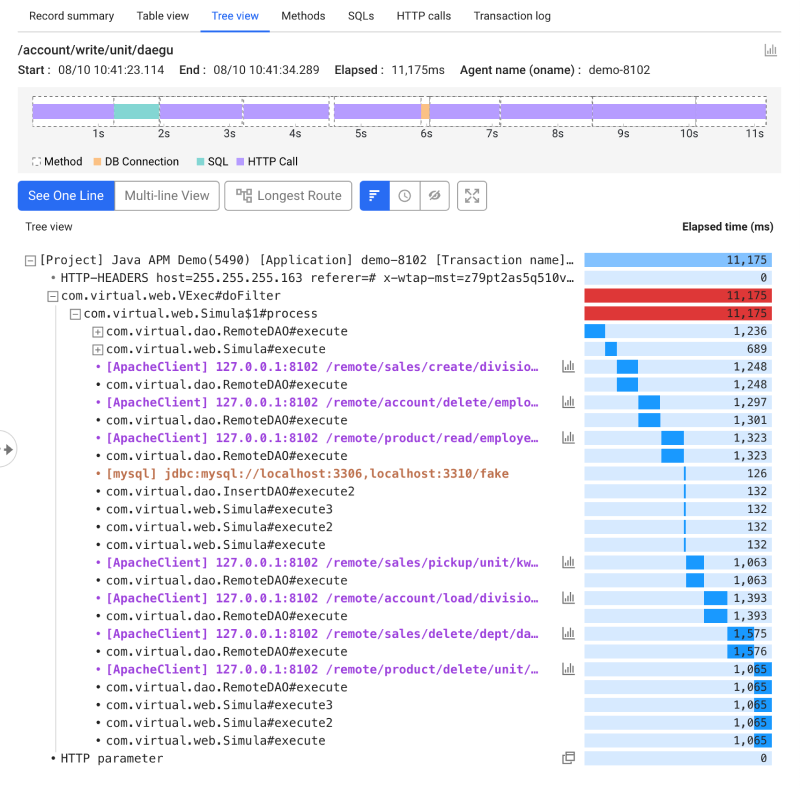 Record summary Table view Tree view Methods SQLs HTTP calls Transaction log
/account/write/unit/daegu
Start : 08/10 10:41:23.114 End : 08/10 10:41:34.289 Elapsed : 11,175ms Agent name (oname) : demo-8102
1s 2s 3s 4s 5s 6s 7s 8s 9s 10s 11s
Method DB Connection SQL HTTP Call
See One Line Multi-line View Longest Route
Tree view Elapsed time (ms)
[Project] Java APM Demo(5490) [Application] demo-8102 [Transaction name]… 11,175
HTTP-HEADERS host=255.255.255.163 referer=# x-wtap-mst=z79pt2as5q510v… 0
com.virtual.web.VExec#doFilter 11,175
com.virtual.web.Simula$1#process 11,175
com.virtual.dao.RemoteDAO#execute 1,236
com.virtual.web.Simula#execute 689
[ApacheClient] 127.0.0.1:8102 /remote/sales/create/divisio… 1,248
com.virtual.dao.RemoteDAO#execute 1,248
[ApacheClient] 127.0.0.1:8102 /remote/account/delete/emplo… 1,297
com.virtual.dao.RemoteDAO#execute 1,301
[ApacheClient] 127.0.0.1:8102 /remote/product/read/employe… 1,323
com.virtual.dao.RemoteDAO#execute 1,323
[mysql] jdbc:mysql://localhost:3306,localhost:3310/fake 126
com.virtual.dao.InsertDAO#execute2 132
com.virtual.web.Simula#execute3 132
com.virtual.web.Simula#execute2 132
com.virtual.web.Simula#execute 132
[ApacheClient] 127.0.0.1:8102 /remote/sales/pickup/unit/kw… 1,063
com.virtual.dao.RemoteDAO#execute 1,063
[ApacheClient] 127.0.0.1:8102 /remote/account/load/divisio… 1,393
com.virtual.dao.RemoteDAO#execute 1,393
[ApacheClient] 127.0.0.1:8102 /remote/sales/delete/dept/da… 1,575
com.virtual.dao.RemoteDAO#execute 1,576
[ApacheClient] 127.0.0.1:8102 /remote/product/delete/unit/… 1,065
com.virtual.dao.RemoteDAO#execute 1,065
com.virtual.web.Simula#execute3 1,065
com.virtual.web.Simula#execute2 1,065
com.virtual.web.Simula#execute 1,065
HTTP parameter 0